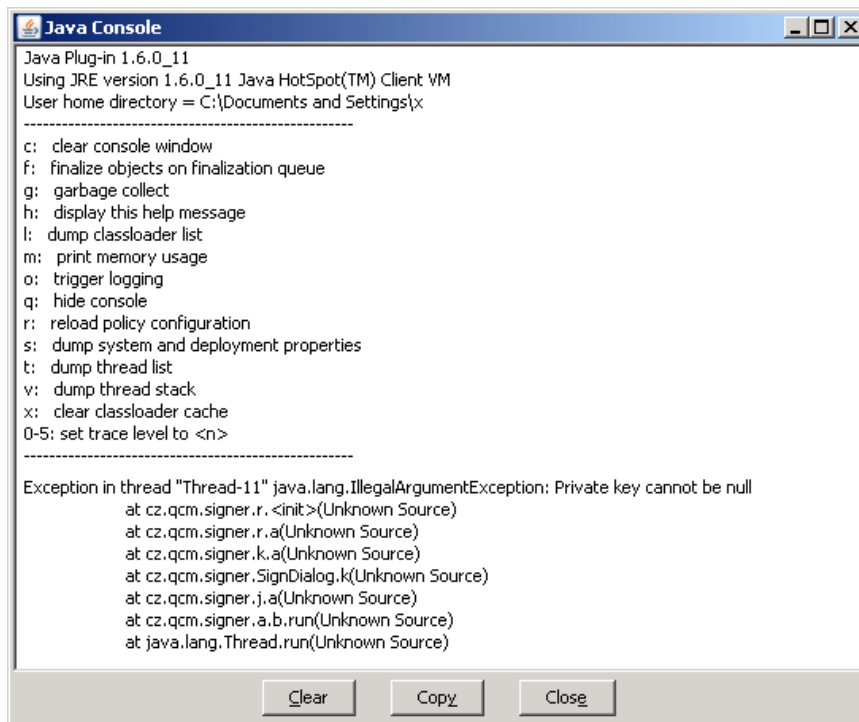 Java Console
Java Plug-in 1.6.0_11
Using JRE version 1.6.0_11 Java HotSpot(TM) Client VM
User home directory = C:\Documents and Settings\x
----------------------------------------------------
c:   clear console window
f:   finalize objects on finalization queue
g:   garbage collect
h:   display this help message
l:   dump classloader list
m:   print memory usage
o:   trigger logging
q:   hide console
r:   reload policy configuration
s:   dump system and deployment properties
t:   dump thread list
v:   dump thread stack
x:   clear classloader cache
0-5: set trace level to <n>
----------------------------------------------------
Exception in thread "Thread-11" java.lang.IllegalArgumentException: Private key cannot be null
at cz.qcm.signer.r.<init>(Unknown Source)
at cz.qcm.signer.r.a(Unknown Source)
at cz.qcm.signer.k.a(Unknown Source)
at cz.qcm.signer.SignDialog.k(Unknown Source)
at cz.qcm.signer.j.a(Unknown Source)
at cz.qcm.signer.a.b.run(Unknown Source)
at java.lang.Thread.run(Unknown Source)
Clear Copy Close